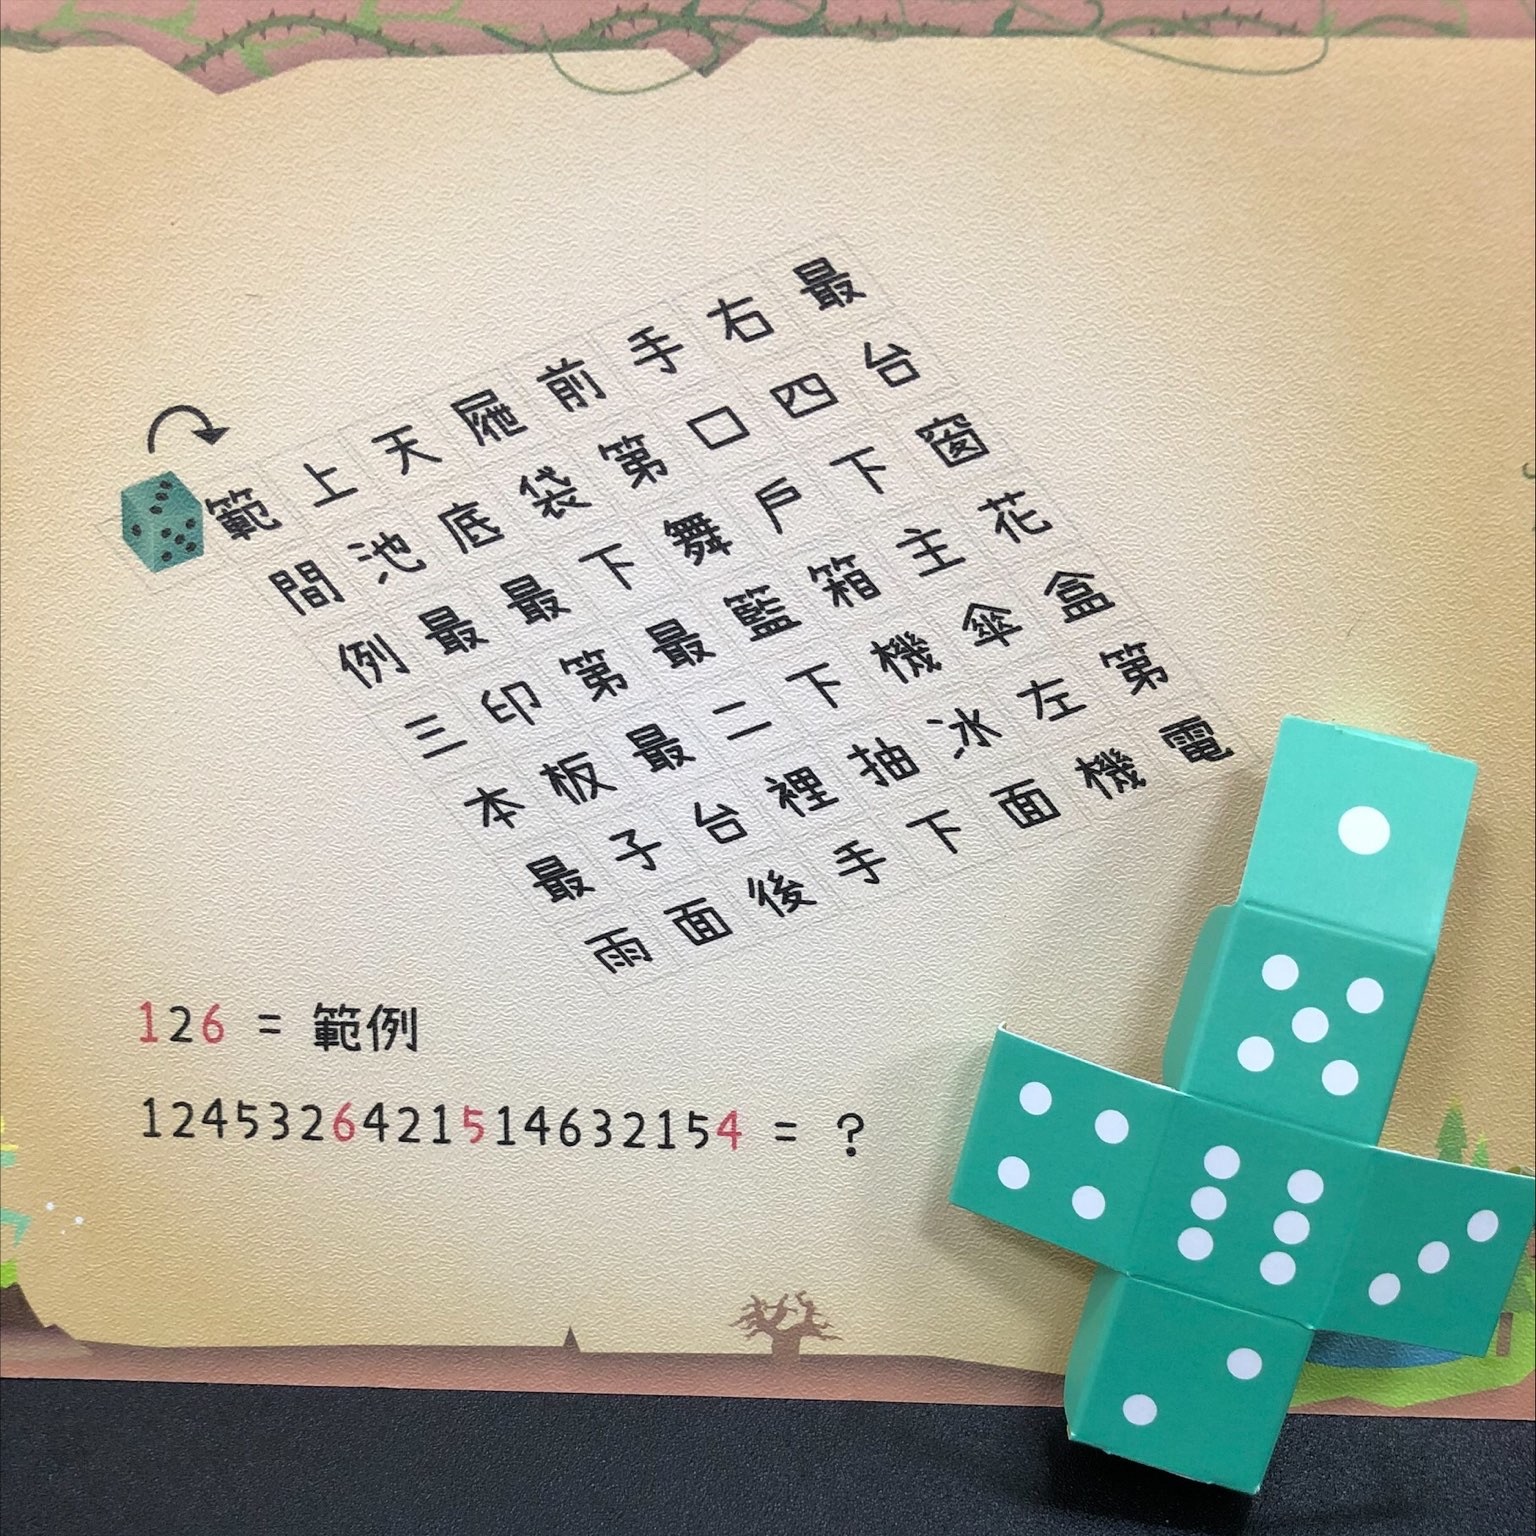 範上天屜前手右最
間池底袋第口四台
例最最下舞戶下窗
三印第最籃箱主花
本板最二下機傘盒
最子台裡抽冰左第
雨面後手下面機電
126 = 範例
1245326421514632154 = ?